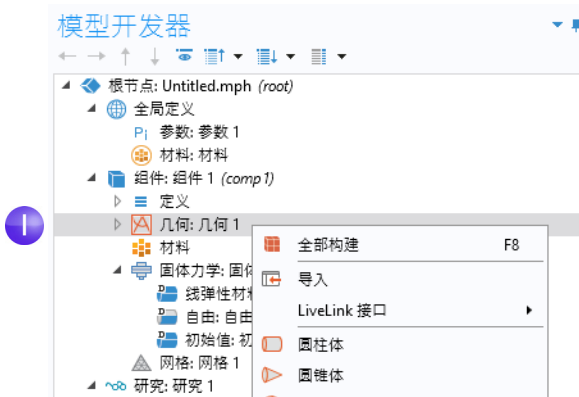 模型开发器
根节点: Untitled.mph (root)
全局定义
Pi 参数: 参数 1
材料: 材料
组件: 组件 1 (comp1)
定义
1
几何: 几何 1
全部构建 F8
材料
导入
固体力学: 固体
线弹性材料
LiveLink 接口
自由: 自由
初始值: 初
圆柱体
网格: 网格 1
圆锥体
研究: 研究 1